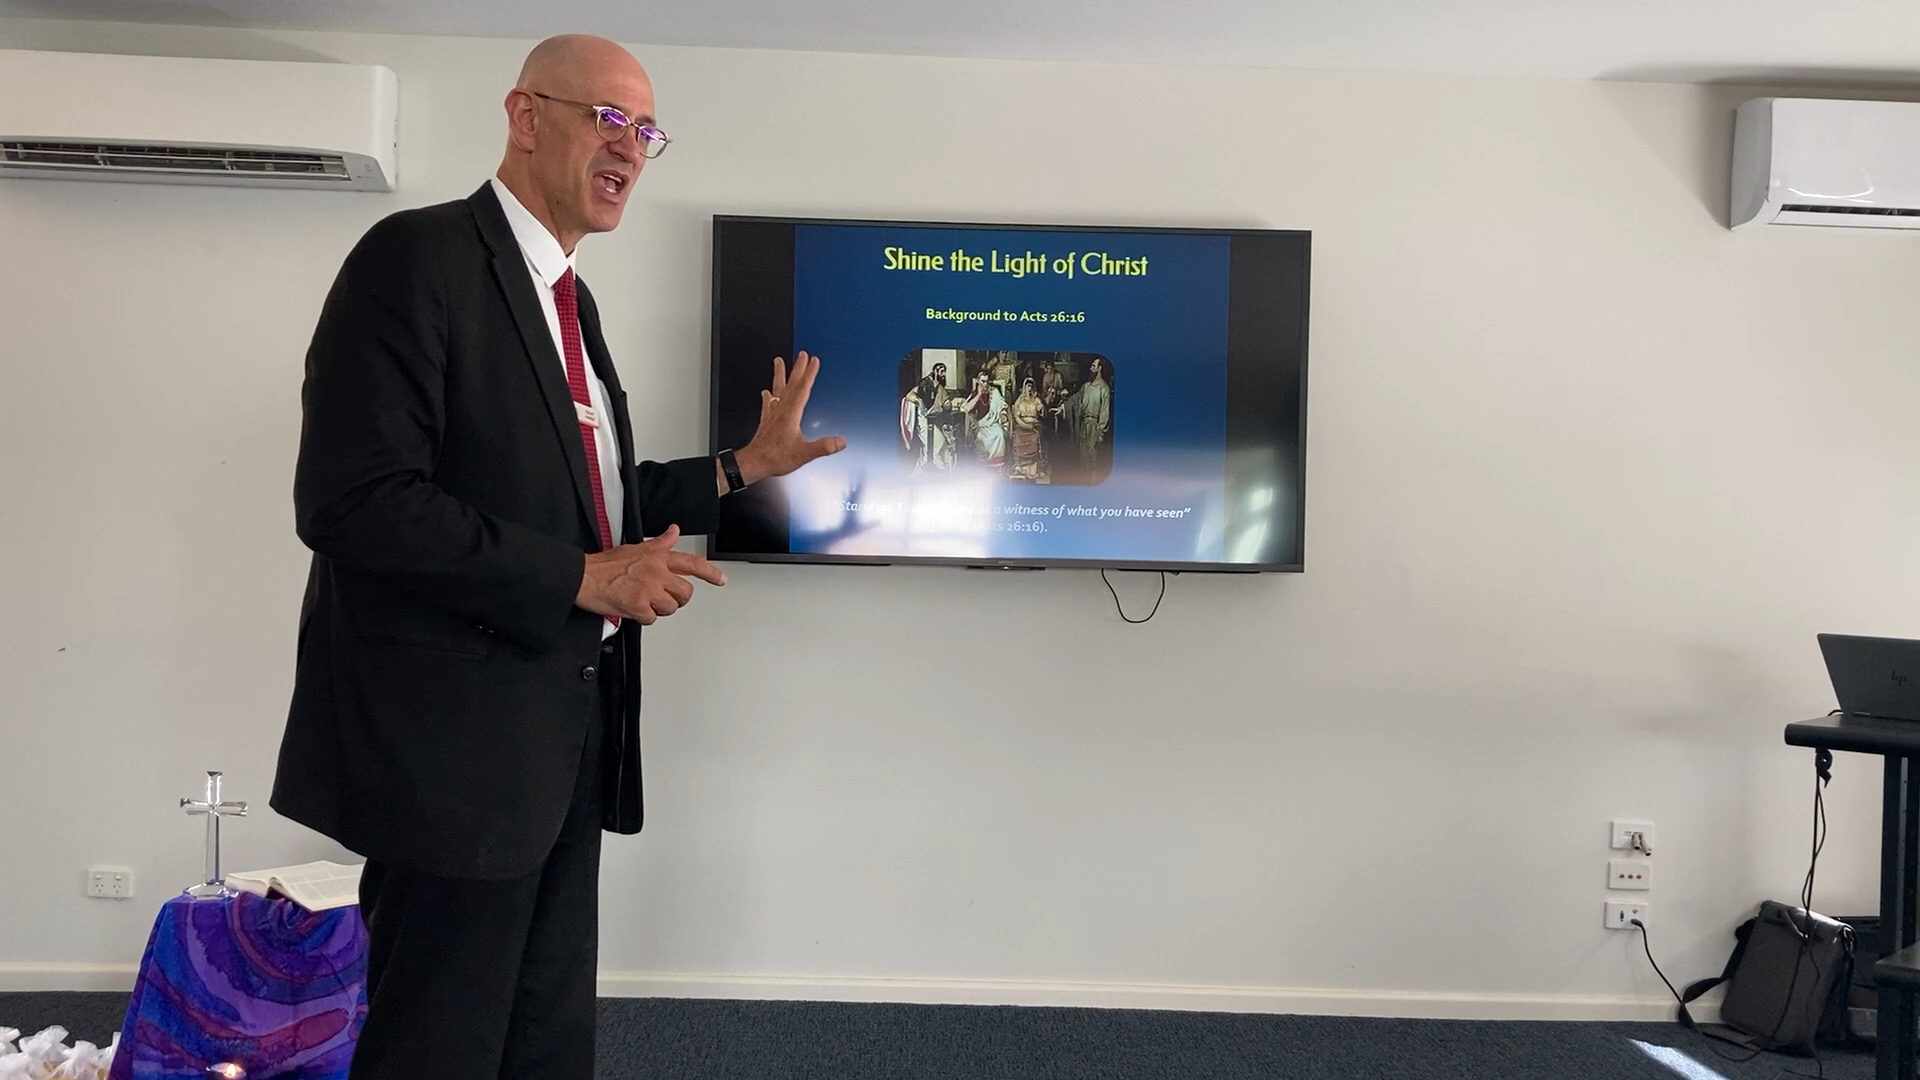 Shine the Light of Christ
Background to Acts 26:16
a witness of what you have seen"
(Acts 26:16).
hp